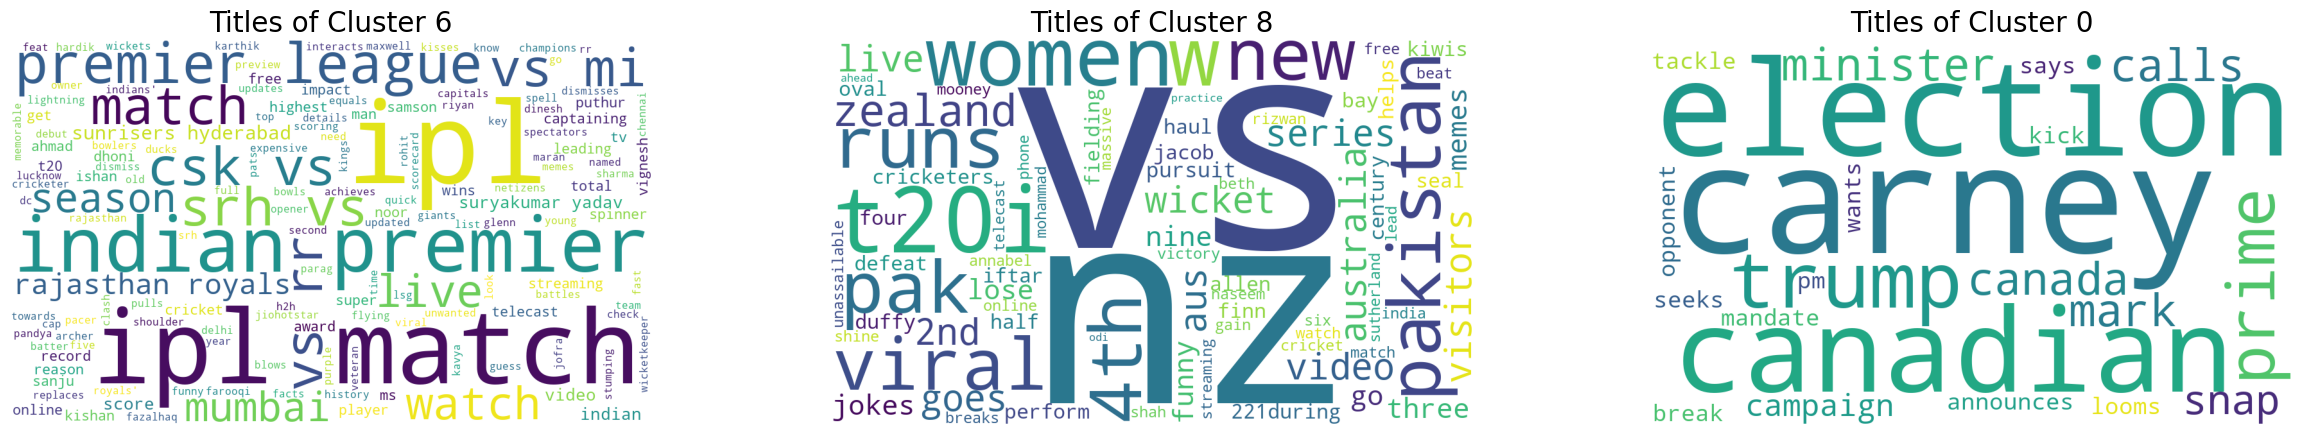 Titles of Cluster 6
feat hardik wickets karthik interacts maxwell kisses know champions rr
premier league vs mi
preview go
owner updates free impact capitals riyan equals spell dismisses
indians' lightning match highest man samson dinesh puthur
get top details key captaining
debut sunrisers hyderabad scoring ipl need spectators tv
memorable ahmad bowlers ducks expensive maran leading chennai
t20 dhoni dismiss csk vs pats kings rohit scorecard memes named vignesh
lucknow ishan old netizens sharma
cricketer full bowls achieves wins total
dc season srh vs opener quick suryakumar yadav
rajasthan noor giants young spinner
updated list glenn
srh second
indian premier
rr parag
rajasthan royals time lsg look streaming fast
super live battles
pulls cricket h2h jiohotstar flying unwanted telecast team
towards clash shoulder award viral check
cap pacer delhi
pandya archer year
batter five vs
record ipl match
reason blows purple veteran kavya guess jofra stumping wicketkeeper
sanju
replaces royals' funny farooqi facts history ms video
online score mumbai player watch indian
kishan fazalhaq
Titles of Cluster 8
live women w new free kiwis
ahead practice beat
oval mooney helps
zealand fielding massive haul rizwan bay memes
runs vs series
phone jacob
cricketers pursuit
beth wicket century seal
t20i telecast mohammad australia pakistan
four nine lead
unassailable victory visitors
defeat annabel
pak iftar aus allen
lose haseem sutherland india
online finn
duffy 2nd half nz gain six
shine 4th odi watch
cricket match
viral funny streaming video
jokes goes go three
breaks perform shah 221 during
Titles of Cluster 0
tackle minister says calls
election
kick
opponent carney wants
trump pm canada prime
seeks mandate mark
canadian
break campaign announces looms snap